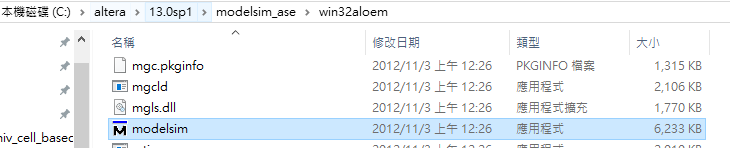 本機磁碟 (C:) › altera › 13.0sp1 › modelsim_ase › win32aloem
名稱 修改日期 類型 大小
mgc.pkginfo 2012/11/3 上午 12:26 PKGINFO 檔案 1,315 KB
mgcld 2012/11/3 上午 12:26 應用程式 2,106 KB
mgls.dll 2012/11/3 上午 12:26 應用程式擴充 1,770 KB
modelsim 2012/11/3 上午 12:26 應用程式 6,233 KB
niv_cell_basec